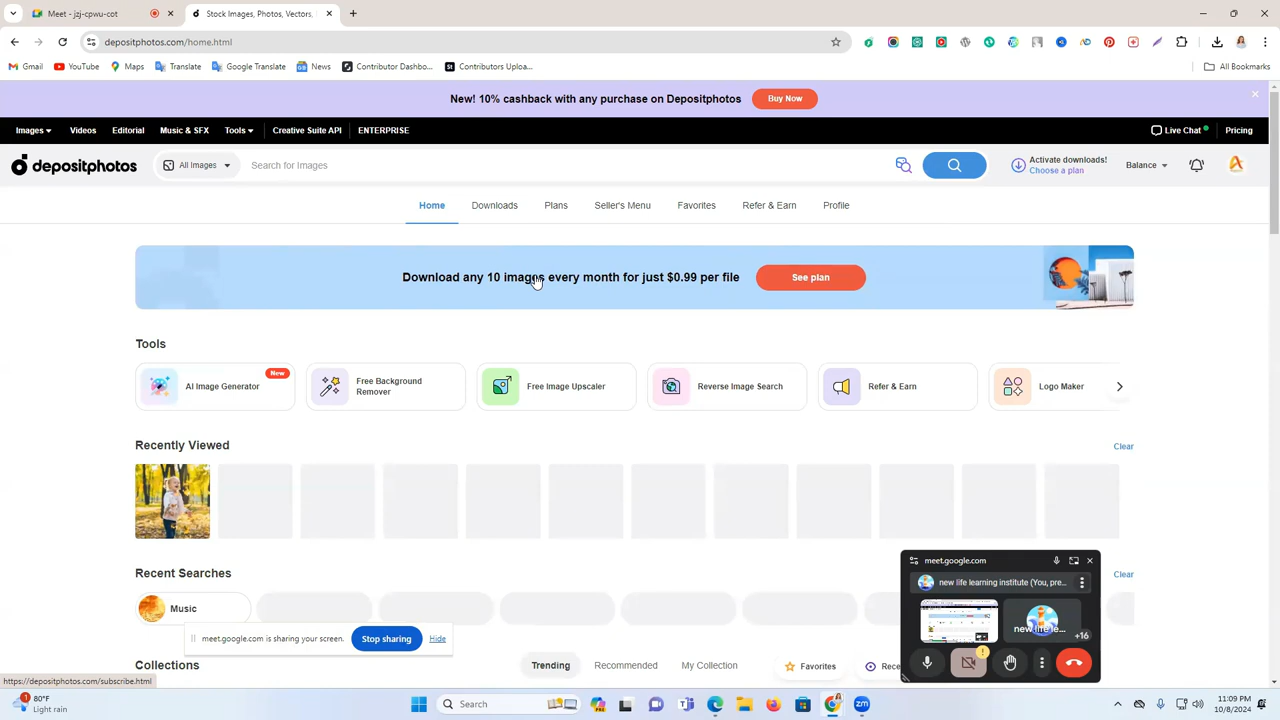 Meet - jzj-cpwu-cot
Stock Images, Photos, Vectors,
depositphotos.com/home.html
Gmail YouTube Maps Translate Google Translate News Contributor Dashbo... Contributors Uploa... All Bookmarks
New! 10% cashback with any purchase on Depositphotos Buy Now
Images Videos Editorial Music & SFX Tools Creative Suite API ENTERPRISE Live Chat Pricing
depositphotos All Images Search for Images Activate downloads! Balance
Choose a plan
Home Downloads Plans Seller's Menu Favorites Refer & Earn Profile
Download any 10 images every month for just $0.99 per file See plan
Tools
New
AI Image Generator Free Background Remover Free Image Upscaler Reverse Image Search Refer & Earn Logo Maker
Recently Viewed Clear
Recent Searches Clear
Music
meet.google.com is sharing your screen. Stop sharing Hide
Collections Trending Recommended My Collection Favorites Rece
meet.google.com
new life learning institute (You, pre...
new life le...
+16
https://depositphotos.com/subscribe.html
1 80°F
Light rain
Search
11:09 PM
10/8/2024